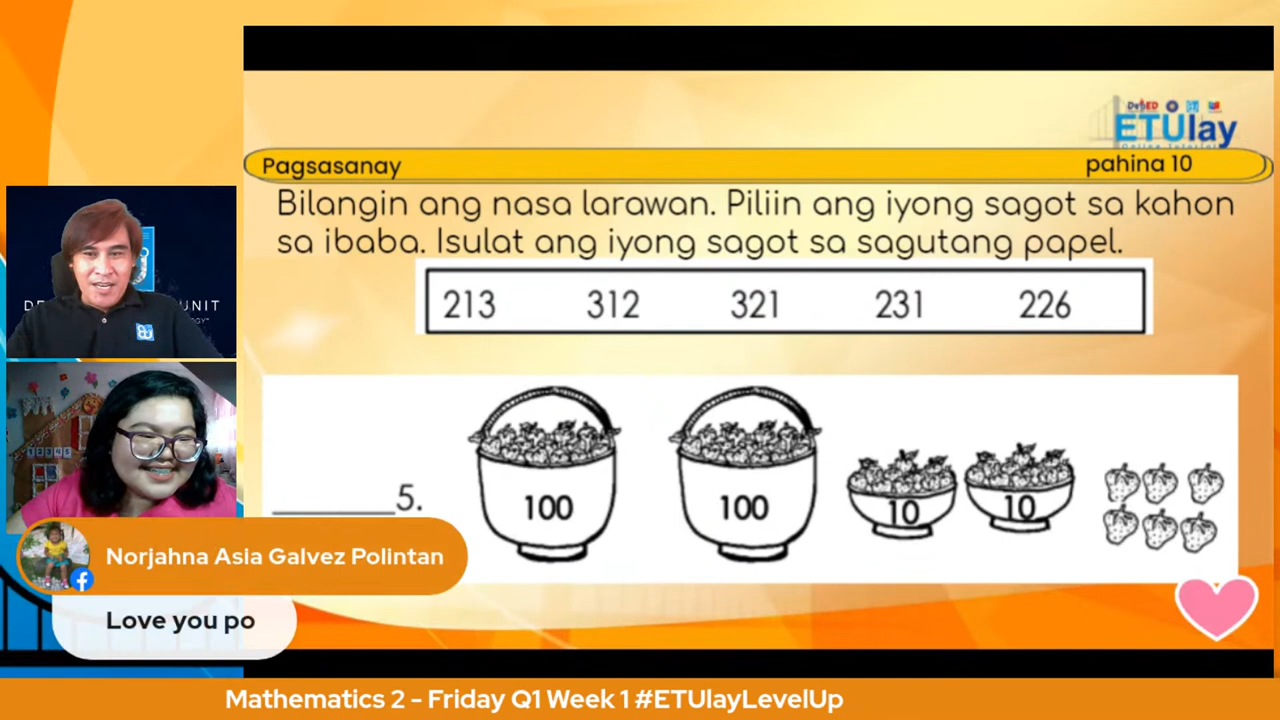 DepED
ETUlay
Pagsasanay
pahina 10
Bilangin ang nasa larawan. Piliin ang iyong sagot sa kahon
sa ibaba. Isulat ang iyong sagot sa sagutang papel.
213 312 321 231 226
5.
100 100 10 10
UNIT
Norjahna Asia Galvez Polintan
Love you po
Mathematics 2 - Friday Q1 Week 1 #ETUlayLevelUp